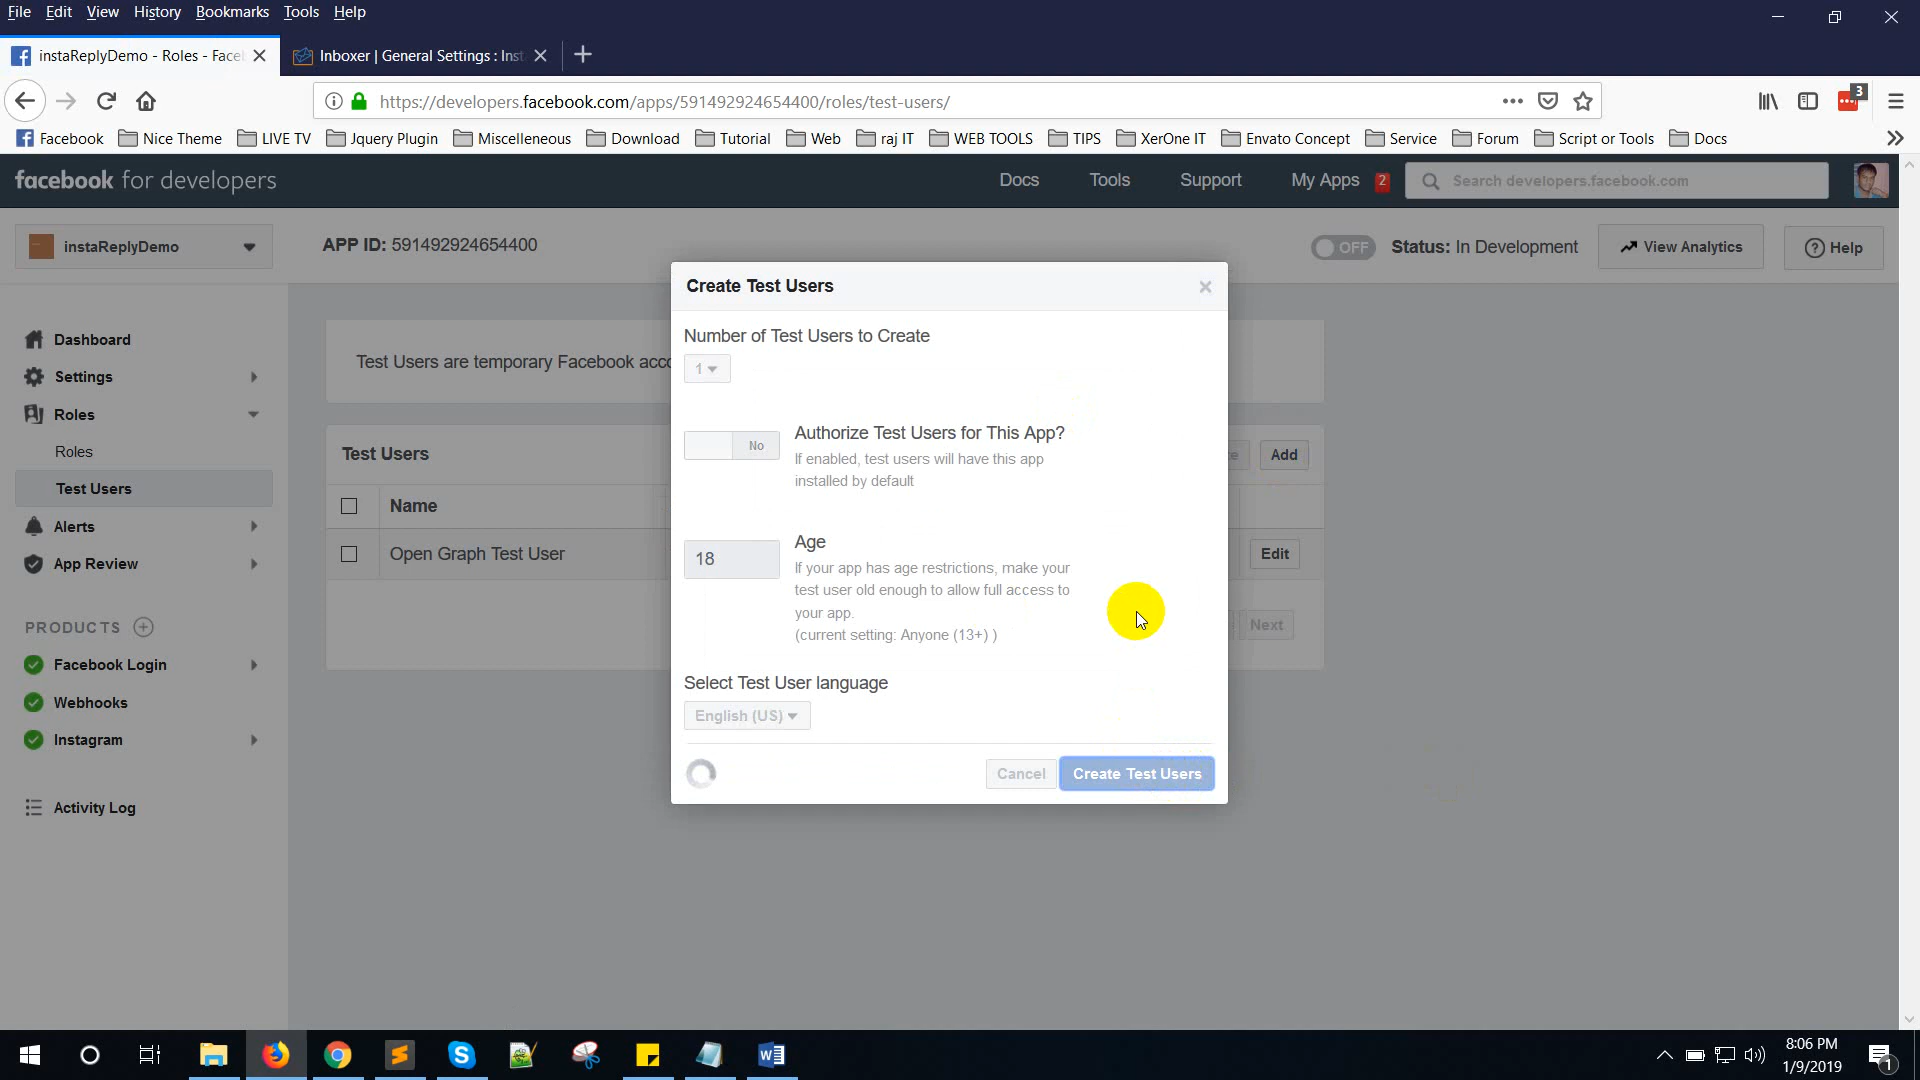 File Edit View History Bookmarks Tools Help
instaReplyDemo - Roles - Face
Inboxer | General Settings : Inst
https://developers.facebook.com/apps/591492924654400/roles/test-users/
3
Facebook Nice Theme LIVE TV Jquery Plugin Miscelleneous Download Tutorial Web raj IT WEB TOOLS TIPS XerOne IT Envato Concept Service Forum Script or Tools Docs
facebook for developers
Docs Tools Support My Apps 2 Search developers.facebook.com
instaReplyDemo
APP ID: 591492924654400
OFF Status: In Development View Analytics Help
Dashboard
Settings
Roles
Roles
Test Users
Alerts
App Review
PRODUCTS
Facebook Login
Webhooks
Instagram
Activity Log
Test Users are temporary Facebook acco
Test Users
Add
Name
Open Graph Test User
Edit
Next
Create Test Users
Number of Test Users to Create
1
No
Authorize Test Users for This App?
If enabled, test users will have this app
installed by default
18
Age
If your app has age restrictions, make your
test user old enough to allow full access to
your app.
(current setting: Anyone (13+) )
Select Test User language
English (US)
Cancel Create Test Users
8:06 PM
1/9/2019
1